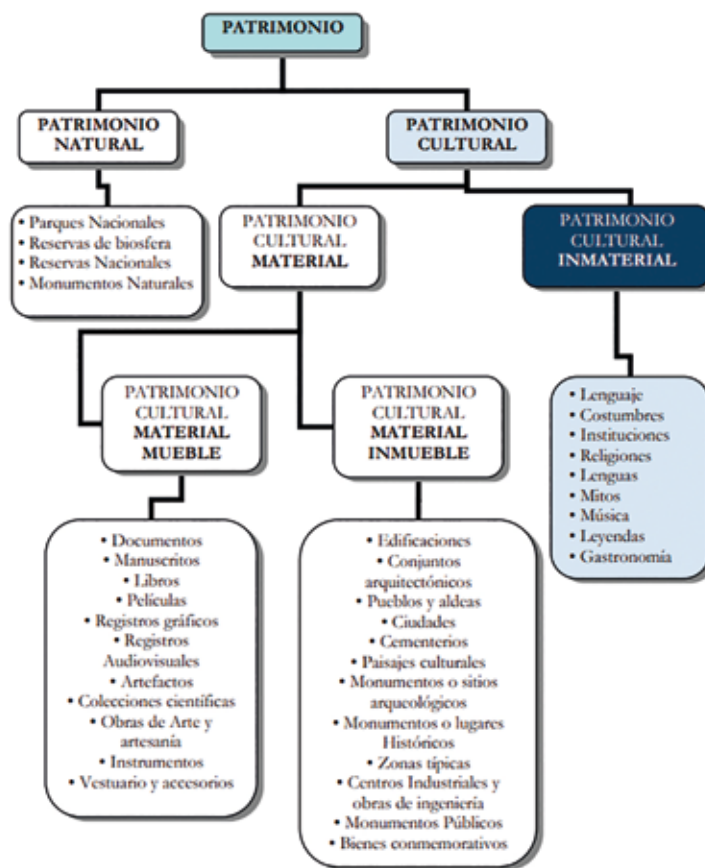 PATRIMONIO
PATRIMONIO
NATURAL
PATRIMONIO
CULTURAL
• Parques Nacionales
• Reservas de biosfera
• Reservas Nacionales
• Monumentos Naturales
PATRIMONIO
CULTURAL
MATERIAL
PATRIMONIO
CULTURAL
INMATERIAL
PATRIMONIO
CULTURAL
MATERIAL
MUEBLE
PATRIMONIO
CULTURAL
MATERIAL
INMUEBLE
• Lenguaje
• Costumbres
• Instituciones
• Religiones
• Lenguas
• Mitos
• Música
• Leyendas
• Gastronomía
• Documentos
• Manuscritos
• Libros
• Películas
• Registros gráficos
• Registros
Audiovisuales
• Artefactos
• Colecciones científicas
• Obras de Arte y
artesanía
• Instrumentos
• Vestuario y accesorios
• Edificaciones
• Conjuntos
arquitectónicos
• Pueblos y aldeas
• Ciudades
• Cementerios
• Paisajes culturales
• Monumentos o sitios
arqueológicos
• Monumentos o lugares
Históricos
• Zonas típicas
• Centros Industriales y
obras de ingeniería
• Monumentos Públicos
• Bienes conmemorativos